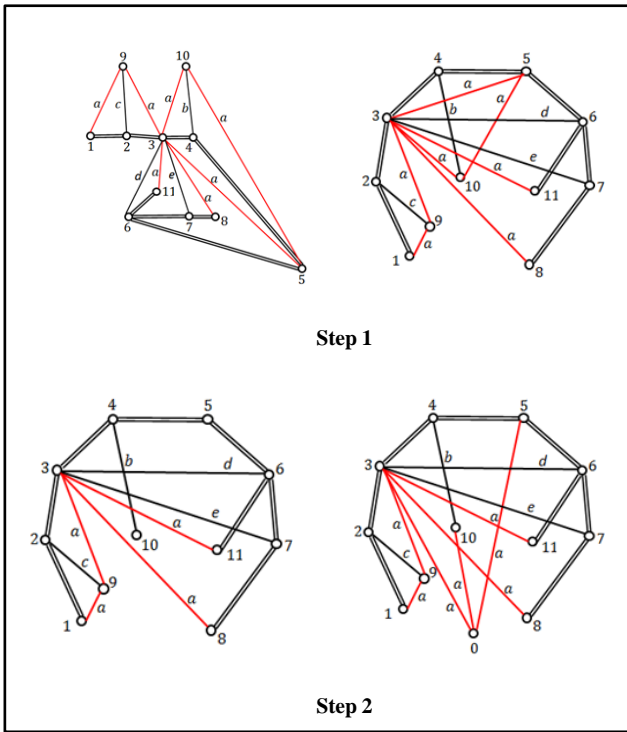 9 10
a c a a b a
1 2 3 4
d a e a
11 a
6 7 8
5
4 5
a
b a d
3 6
a a a e
10 11 7
2 c 9
a a
1 8
Step 1
4 5
b d
3 6
a e
a 10 11 7
2 c 9
a a
1 8
4 5
b d
3 6
a e
a 10 a 11 7
2 c 9
a a a a
1 8
0
Step 2